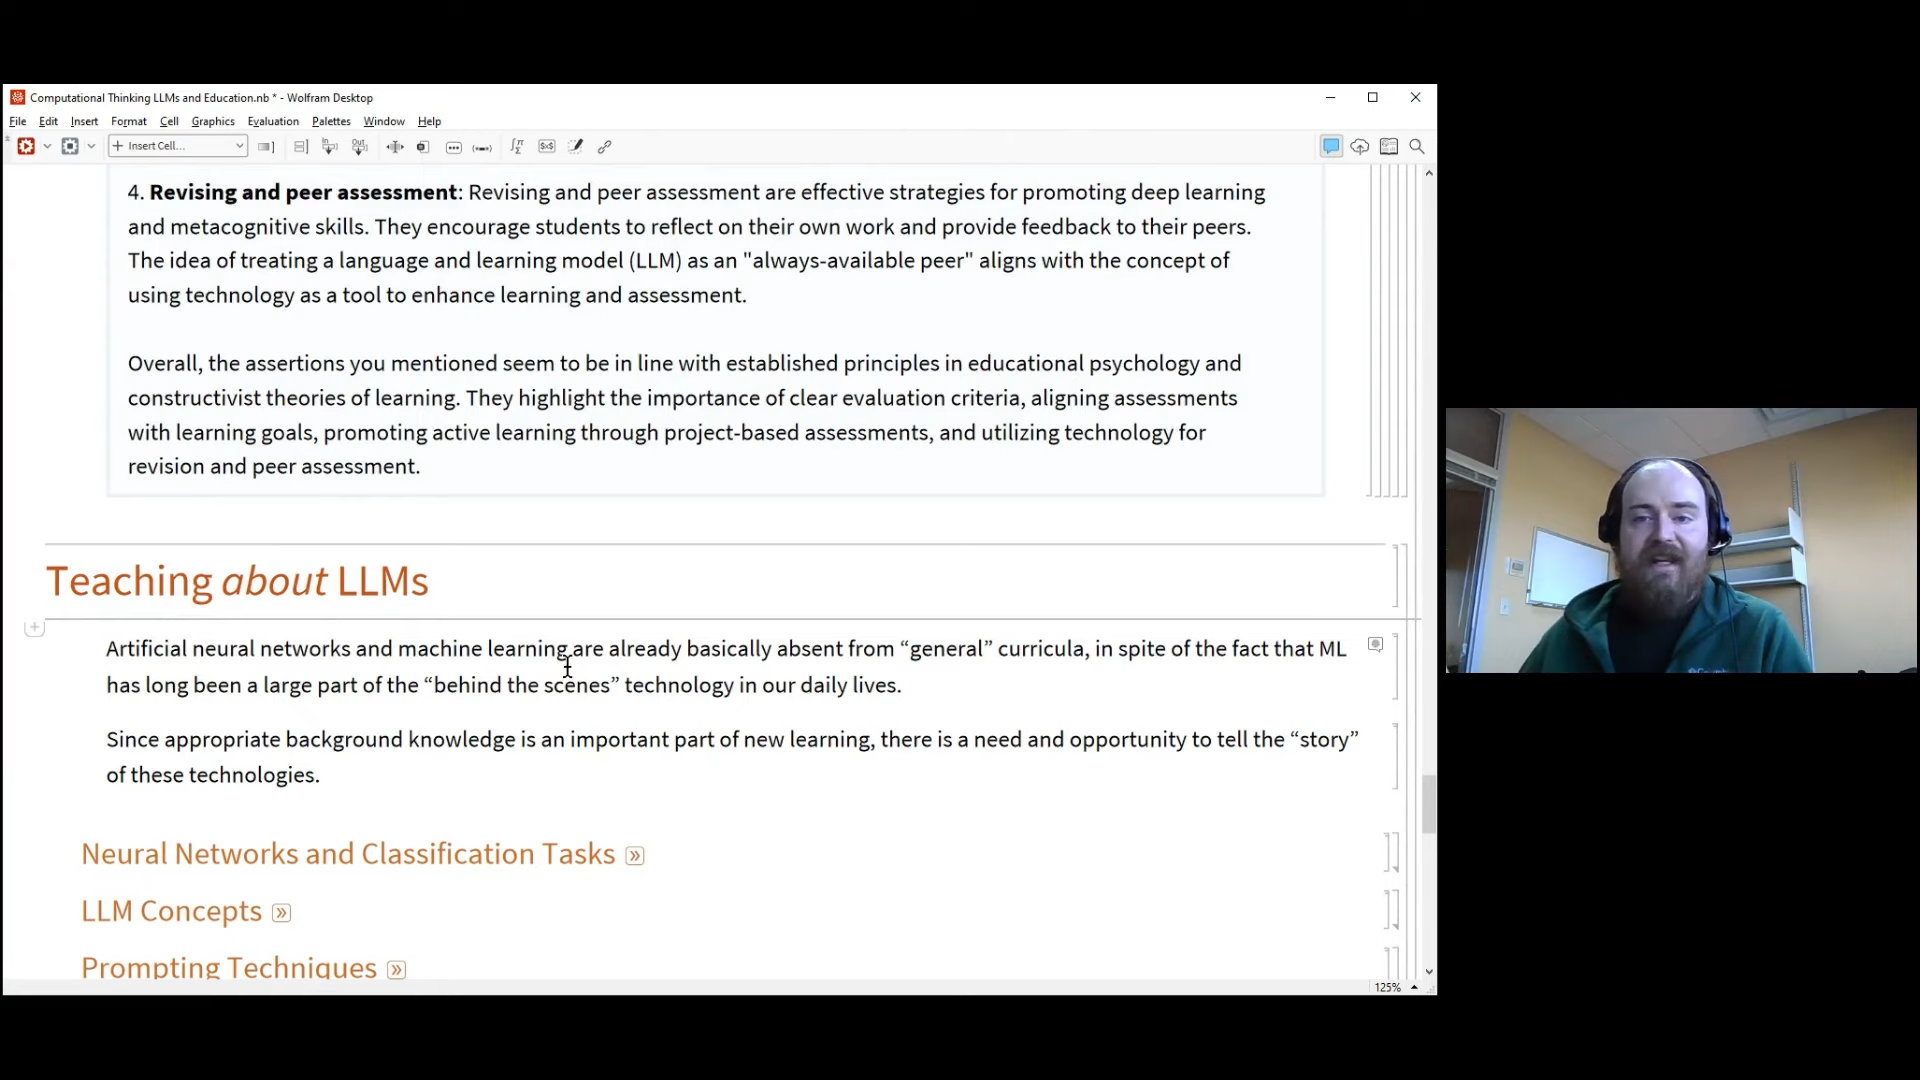 Computational Thinking LLMs and Education.nb * - Wolfram Desktop
File Edit Insert Format Cell Graphics Evaluation Palettes Window Help
Insert Cell...
4. Revising and peer assessment: Revising and peer assessment are effective strategies for promoting deep learning
and metacognitive skills. They encourage students to reflect on their own work and provide feedback to their peers.
The idea of treating a language and learning model (LLM) as an "always-available peer" aligns with the concept of
using technology as a tool to enhance learning and assessment.
Overall, the assertions you mentioned seem to be in line with established principles in educational psychology and
constructivist theories of learning. They highlight the importance of clear evaluation criteria, aligning assessments
with learning goals, promoting active learning through project-based assessments, and utilizing technology for
revision and peer assessment.
Teaching about LLMs
Artificial neural networks and machine learning are already basically absent from “general” curricula, in spite of the fact that ML
has long been a large part of the “behind the scenes” technology in our daily lives.
Since appropriate background knowledge is an important part of new learning, there is a need and opportunity to tell the “story”
of these technologies.
Neural Networks and Classification Tasks »
LLM Concepts »
Prompting Techniques »
125%